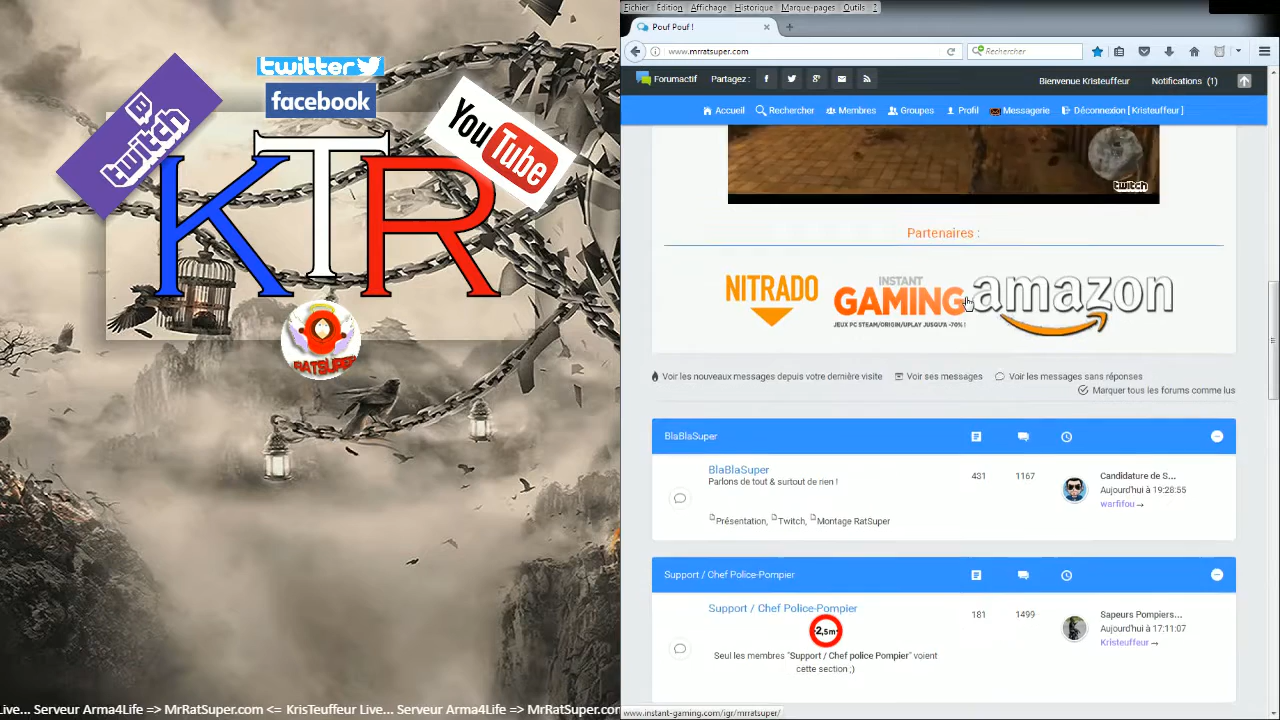 Fichier Édition Affichage Historique Marque-pages Outils ?
Pouf Pouf !
www.mrratsuper.com
Rechercher
Forumactif Partagez : Bienvenue Kristeuffeur Notifications (1)
Accueil Rechercher Membres Groupes Profil Messagerie Déconnexion [ Kristeuffeur ]
twitter
facebook
twitch
You Tube
KTR
RATSUPER
twitch
Partenaires :
NITRADO
INSTANT
GAMING
JEUX PC STEAM/ORIGIN/UPLAY JUSQU'A -70% !
amazon
Voir les nouveaux messages depuis votre dernière visite Voir ses messages Voir les messages sans réponses
Marquer tous les forums comme lus
BlaBlaSuper
BlaBlaSuper
Parlons de tout & surtout de rien !
Présentation, Twitch, Montage RatSuper
431 1167
Candidature de S...
Aujourd'hui à 19:28:55
warfifou →
Support / Chef Police-Pompier
Support / Chef Police-Pompier
2,5m
Seul les membres "Support / Chef police Pompier" voient
cette section ;)
181 1499
Sapeurs Pompiers...
Aujourd'hui à 17:11:07
Kristeuffeur →
Live... Serveur Arma4Life => MrRatSuper.com <= KrisTeuffeur Live... Serveur Arma4Life => MrRatSuper.com
www.instant-gaming.com/igr/mrratsuper/